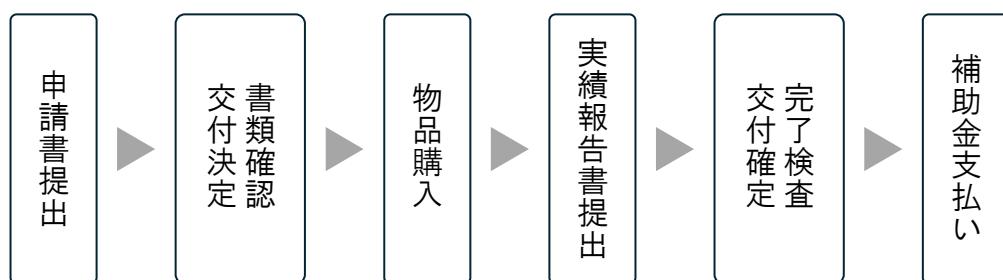 申請書提出
書類確認
交付決定
物品購入
実績報告書提出
完了検査
交付確定
補助金支払い